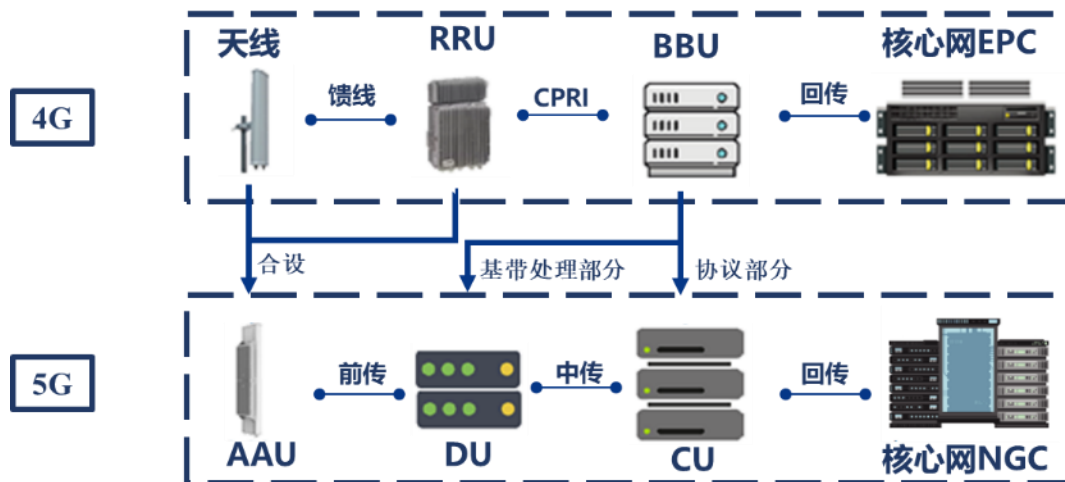 天线
RRU
BBU
核心网EPC
4G
馈线
CPRI
回传
合设
基带处理部分
协议部分
5G
前传
中传
回传
AAU
DU
CU
核心网NGC